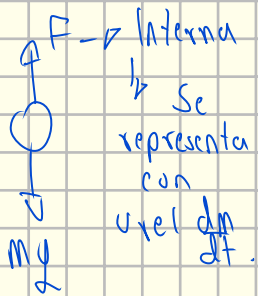 F → Interna
↳ Se
representa
con
vrel dm/dt.
mg